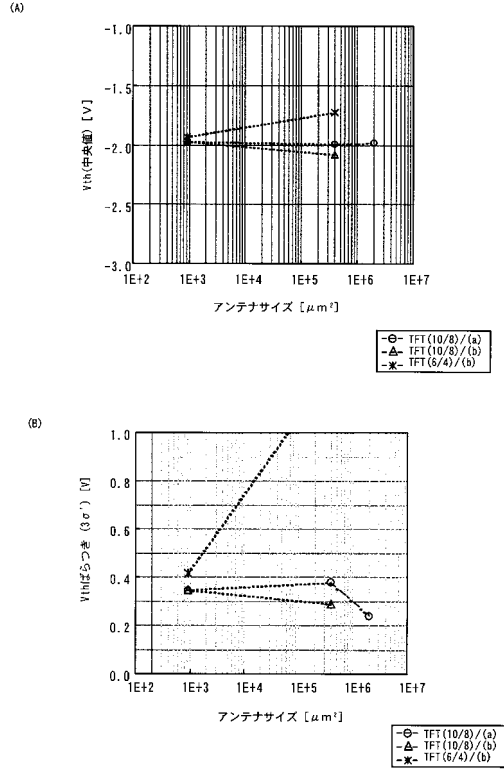 (A)
Vth(中央値) [V]
-1.0
-1.5
-2.0
-2.5
-3.0
1E+2 1E+3 1E+4 1E+5 1E+6 1E+7
アンテナサイズ [μm²]
TFT(10/8)/(a)
TFT(10/8)/(b)
TFT(6/4)/(b)
(B)
Vthばらつき (3σ') [V]
1.0
0.8
0.6
0.4
0.2
0.0
1E+2 1E+3 1E+4 1E+5 1E+6 1E+7
アンテナサイズ [μm²]
TFT(10/8)/(a)
TFT(10/8)/(b)
TFT(6/4)/(b)